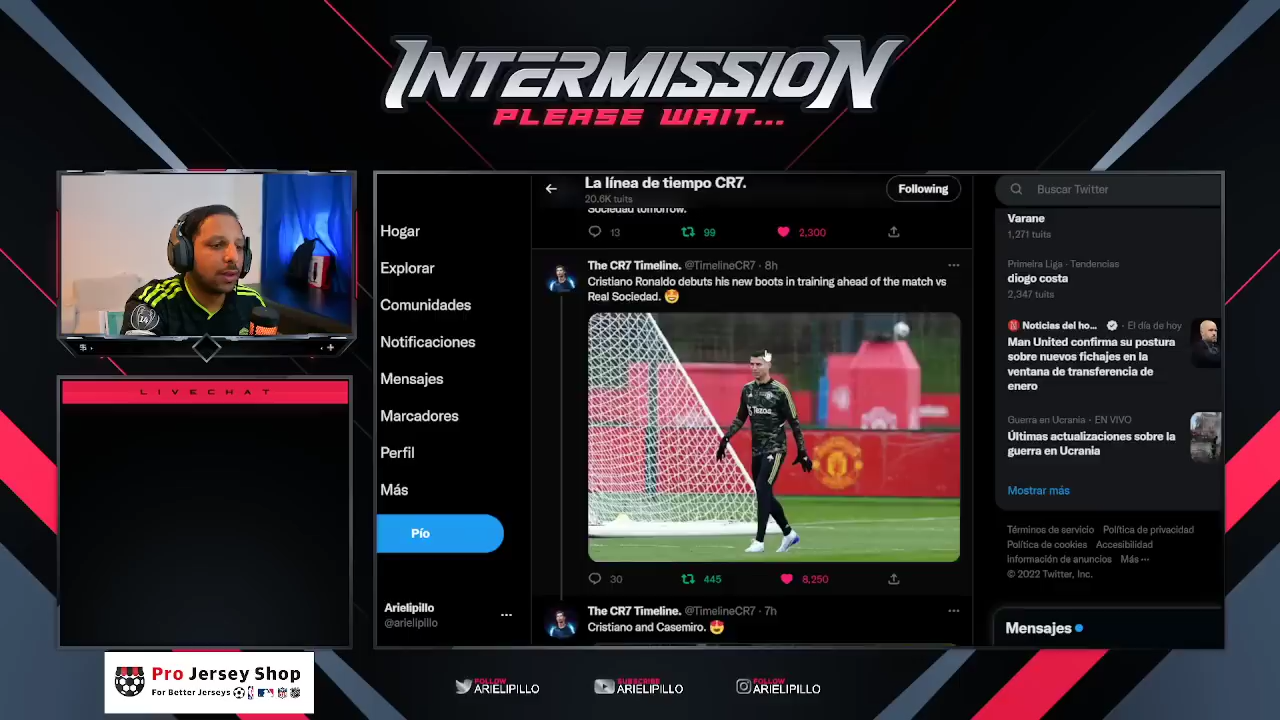 INTERMISSION
PLEASE WAIT...
LIVECHAT
Pro Jersey Shop
For Better Jerseys
Hogar
Explorar
Comunidades
Notificaciones
Mensajes
Marcadores
Perfil
Más
Pío
Arielipillo
@arielipillo
La línea de tiempo CR7.
20.6K tuits
Following
Sociedad tomorrow.
13
99
2,300
The CR7 Timeline. @TimelineCR7 · 8h
Cristiano Ronaldo debuts his new boots in training ahead of the match vs
Real Sociedad. 🤩
Tezos
30
445
8,250
The CR7 Timeline. @TimelineCR7 · 7h
Cristiano and Casemiro. 😍
Buscar Twitter
Varane
1,271 tuits
Primeira Liga · Tendencias
diogo costa
2,347 tuits
Noticias del ho... · El día de hoy
Man United confirma su postura
sobre nuevos fichajes en la
ventana de transferencia de
enero
Guerra en Ucrania · EN VIVO
Últimas actualizaciones sobre la
guerra en Ucrania
Mostrar más
Términos de servicio Política de privacidad
Política de cookies Accesibilidad
Información de anuncios Más ···
© 2022 Twitter, Inc.
Mensajes
FOLLOW
ARIELIPILLO
SUBSCRIBE
ARIELIPILLO
FOLLOW
ARIELIPILLO